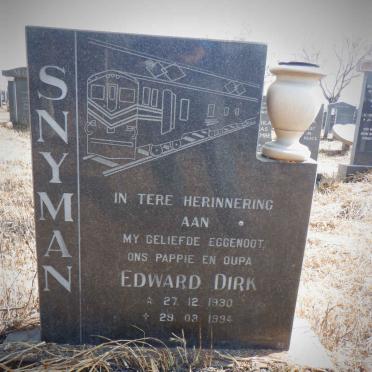 SNYMAN
IN TERE HERINNERING
AAN
MY GELIEFDE EGGENOOT,
ONS PAPPIE EN OUPA
EDWARD DIRK
* 27. 12. 1930
† 29. 03. 1994